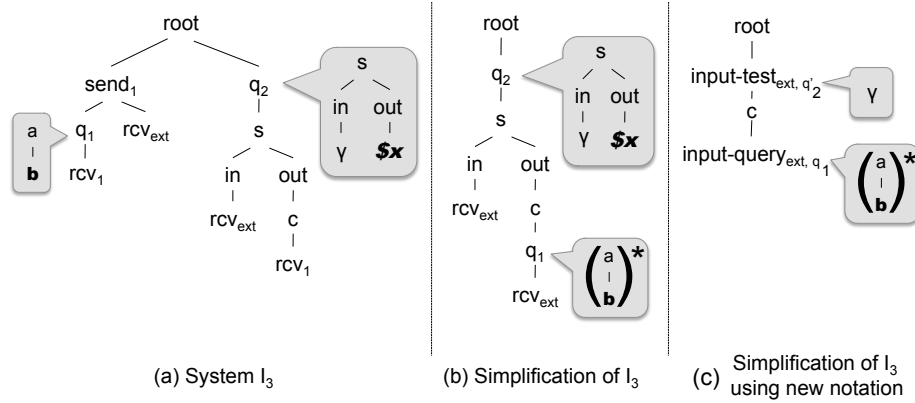 root
send₁
q₂
a
b
q₁
rcv_ext
rcv₁
s
in
out
γ
$x
s
in
out
rcv_ext
c
rcv₁
(a) System I₃
root
q₂
s
in
out
γ
$x
s
in
out
rcv_ext
c
q₁
rcv_ext
( a
b )*
(b) Simplification of I₃
root
input-test_ext, q'₂
γ
c
input-query_ext, q₁
( a
b )*
(c) Simplification of I₃
using new notation